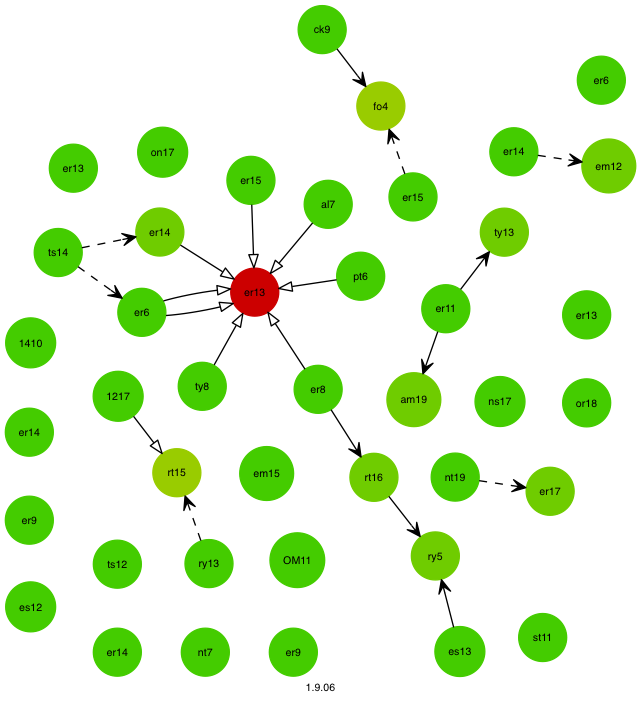 ck9
er6
fo4
er14
on17
em12
er13
er15
al7
er15
er14
ty13
ts14
pt6
er13
er6
er11
er13
1410
ty8
er8
1217
am19
ns17
or18
er14
rt15
em15
rt16
nt19
er17
er9
ts12
ry13
OM11
ry5
es12
er14
nt7
er9
es13
st11
1.9.06